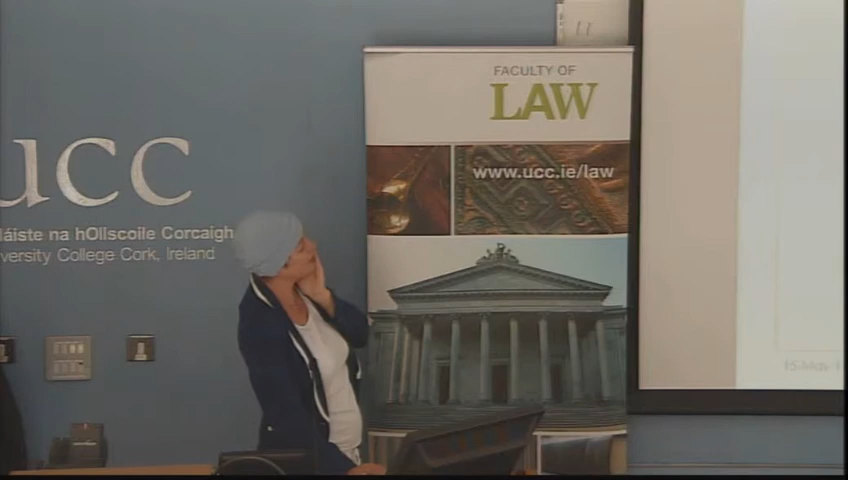 FACULTY OF
LAW
www.ucc.ie/law
ucc
láiste na hOllscoile Corcaigh
versity College Cork, Ireland